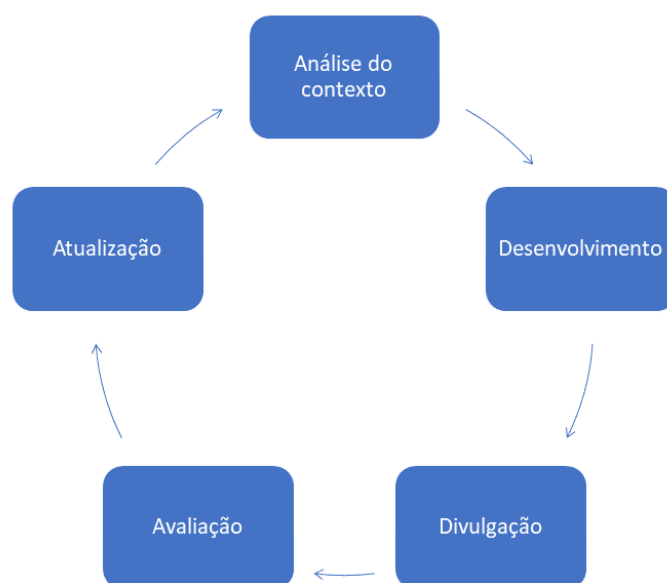 Análise do
contexto
Desenvolvimento
Divulgação
Avaliação
Atualização